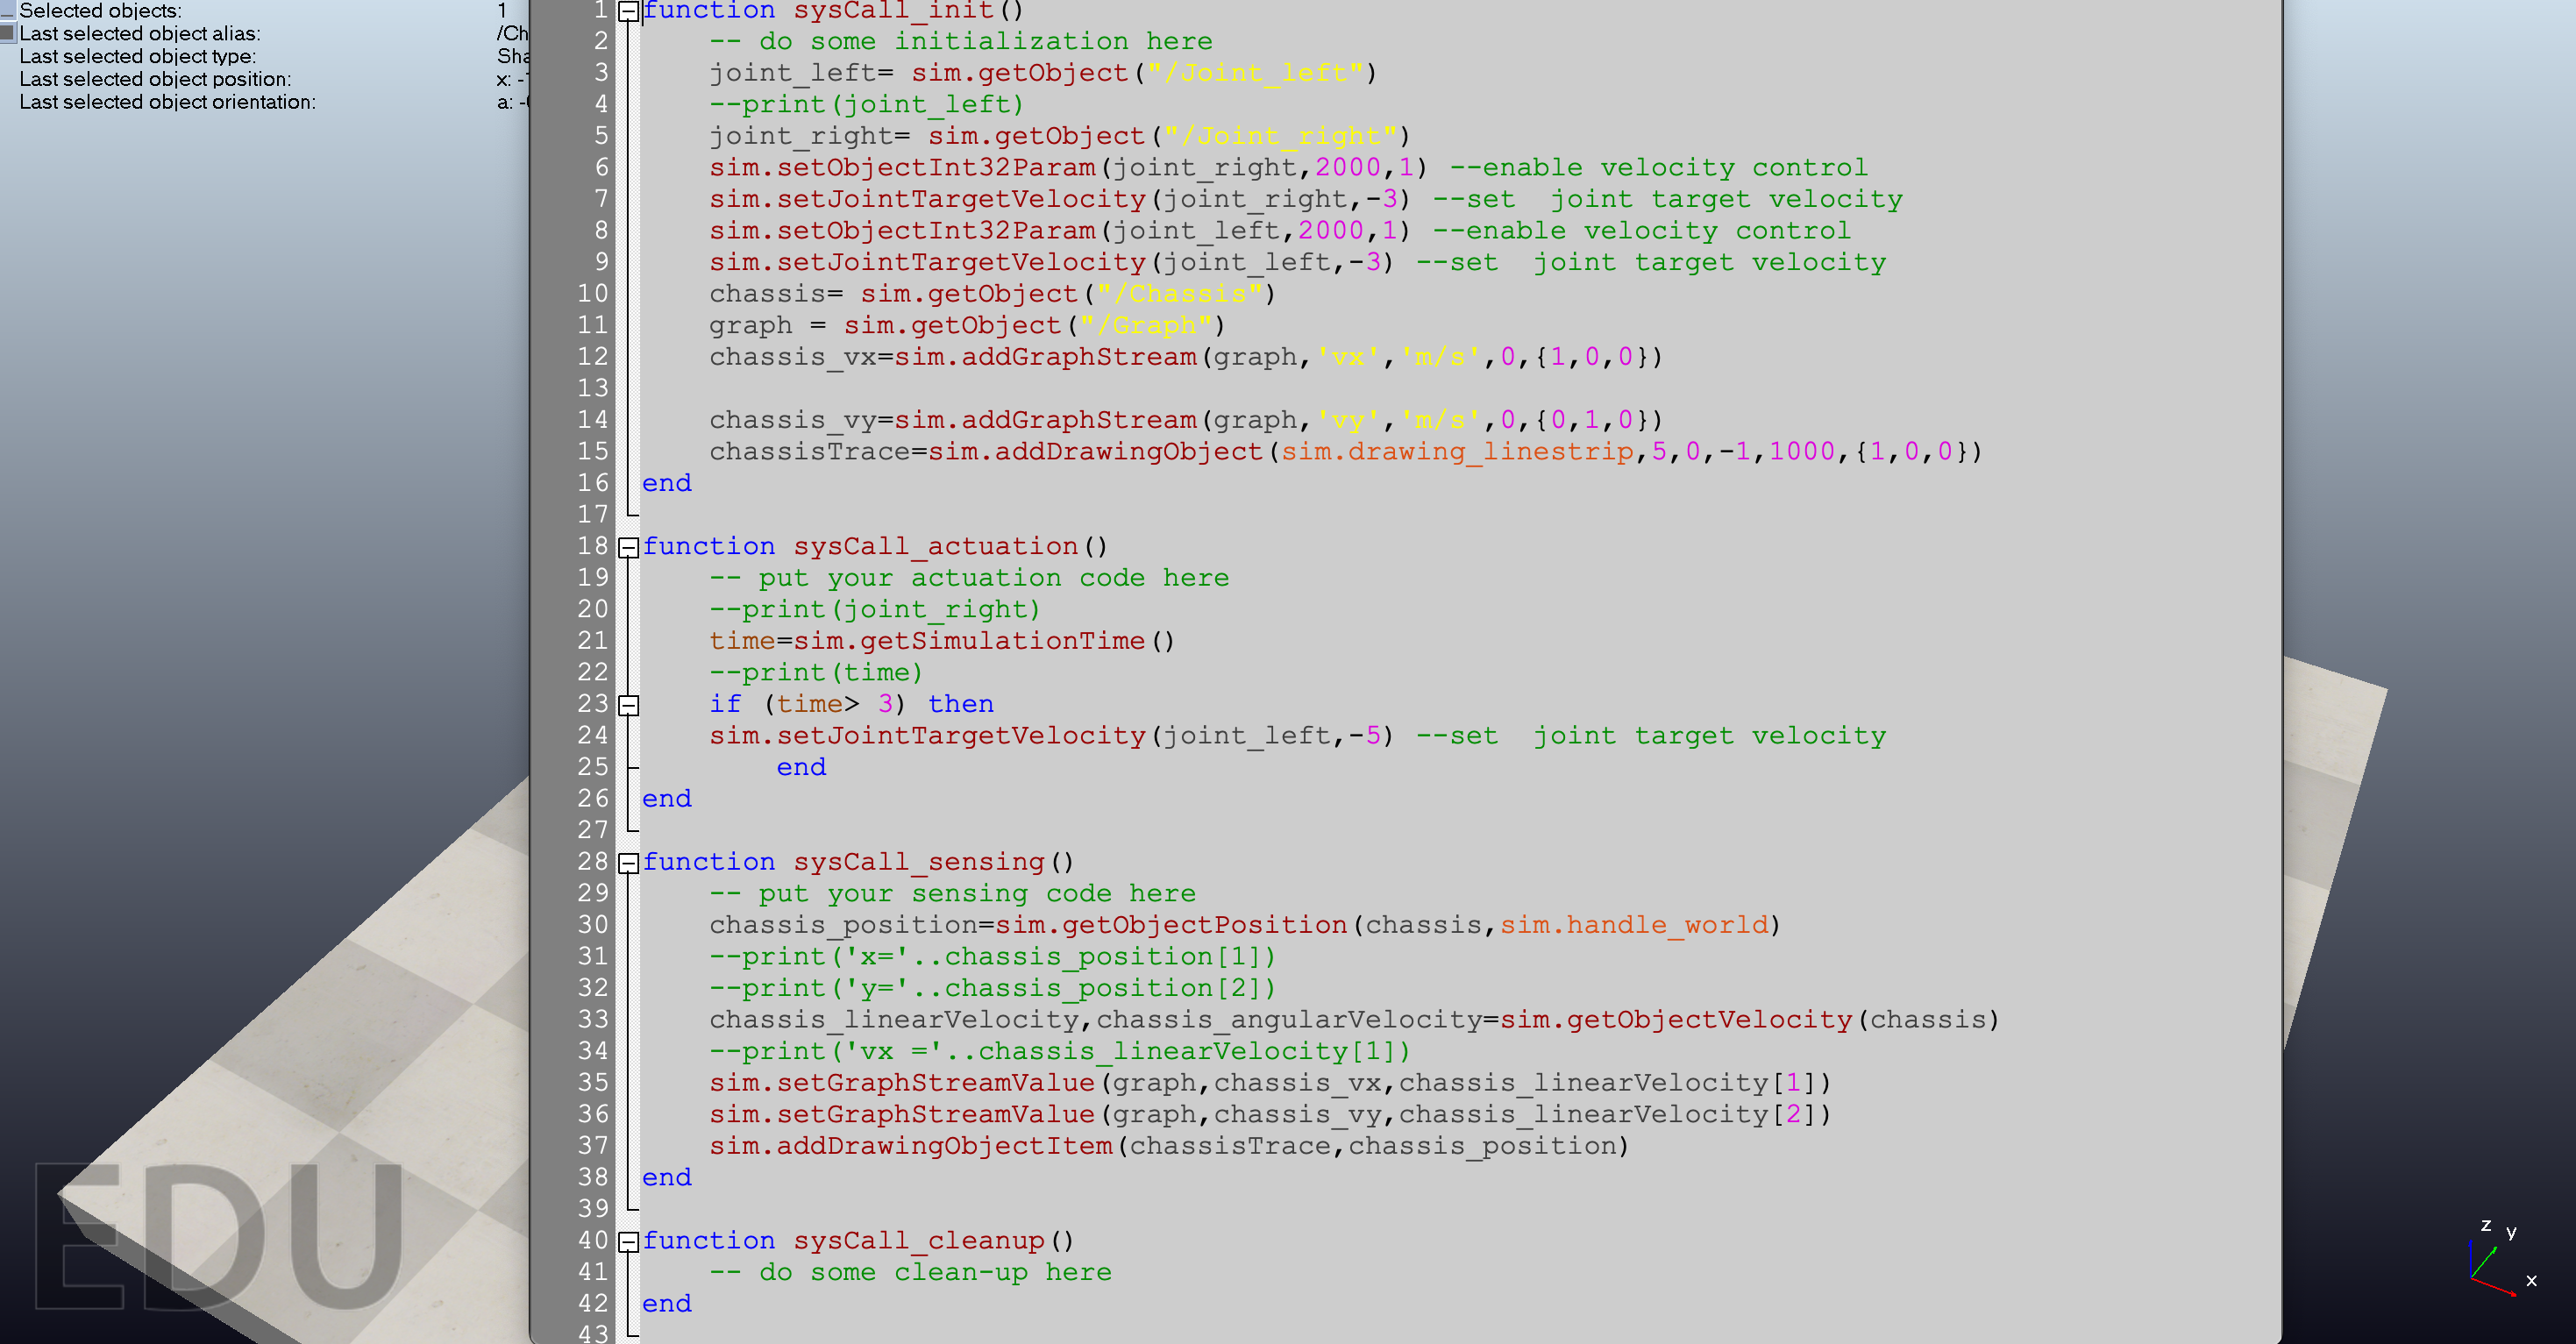 Selected objects: 1
Last selected object alias: /Ch
Last selected object type: Sha
Last selected object position: x: -
Last selected object orientation: a: -
1 function sysCall_init()
2     -- do some initialization here
3     joint_left= sim.getObject("/Joint_left")
4     --print(joint_left)
5     joint_right= sim.getObject("/Joint_right")
6     sim.setObjectInt32Param(joint_right,2000,1) --enable velocity control
7     sim.setJointTargetVelocity(joint_right,-3) --set  joint target velocity
8     sim.setObjectInt32Param(joint_left,2000,1) --enable velocity control
9     sim.setJointTargetVelocity(joint_left,-3) --set  joint target velocity
10     chassis= sim.getObject("/Chassis")
11     graph = sim.getObject("/Graph")
12     chassis_vx=sim.addGraphStream(graph,'vx','m/s',0,{1,0,0})
13
14     chassis_vy=sim.addGraphStream(graph,'vy','m/s',0,{0,1,0})
15     chassisTrace=sim.addDrawingObject(sim.drawing_linestrip,5,0,-1,1000,{1,0,0})
16 end
17
18 function sysCall_actuation()
19     -- put your actuation code here
20     --print(joint_right)
21     time=sim.getSimulationTime()
22     --print(time)
23     if (time> 3) then
24     sim.setJointTargetVelocity(joint_left,-5) --set  joint target velocity
25         end
26 end
27
28 function sysCall_sensing()
29     -- put your sensing code here
30     chassis_position=sim.getObjectPosition(chassis,sim.handle_world)
31     --print('x='..chassis_position[1])
32     --print('y='..chassis_position[2])
33     chassis_linearVelocity,chassis_angularVelocity=sim.getObjectVelocity(chassis)
34     --print('vx ='..chassis_linearVelocity[1])
35     sim.setGraphStreamValue(graph,chassis_vx,chassis_linearVelocity[1])
36     sim.setGraphStreamValue(graph,chassis_vy,chassis_linearVelocity[2])
37     sim.addDrawingObjectItem(chassisTrace,chassis_position)
38 end
39
40 function sysCall_cleanup()
41     -- do some clean-up here
42 end
43
EDU
z y
x